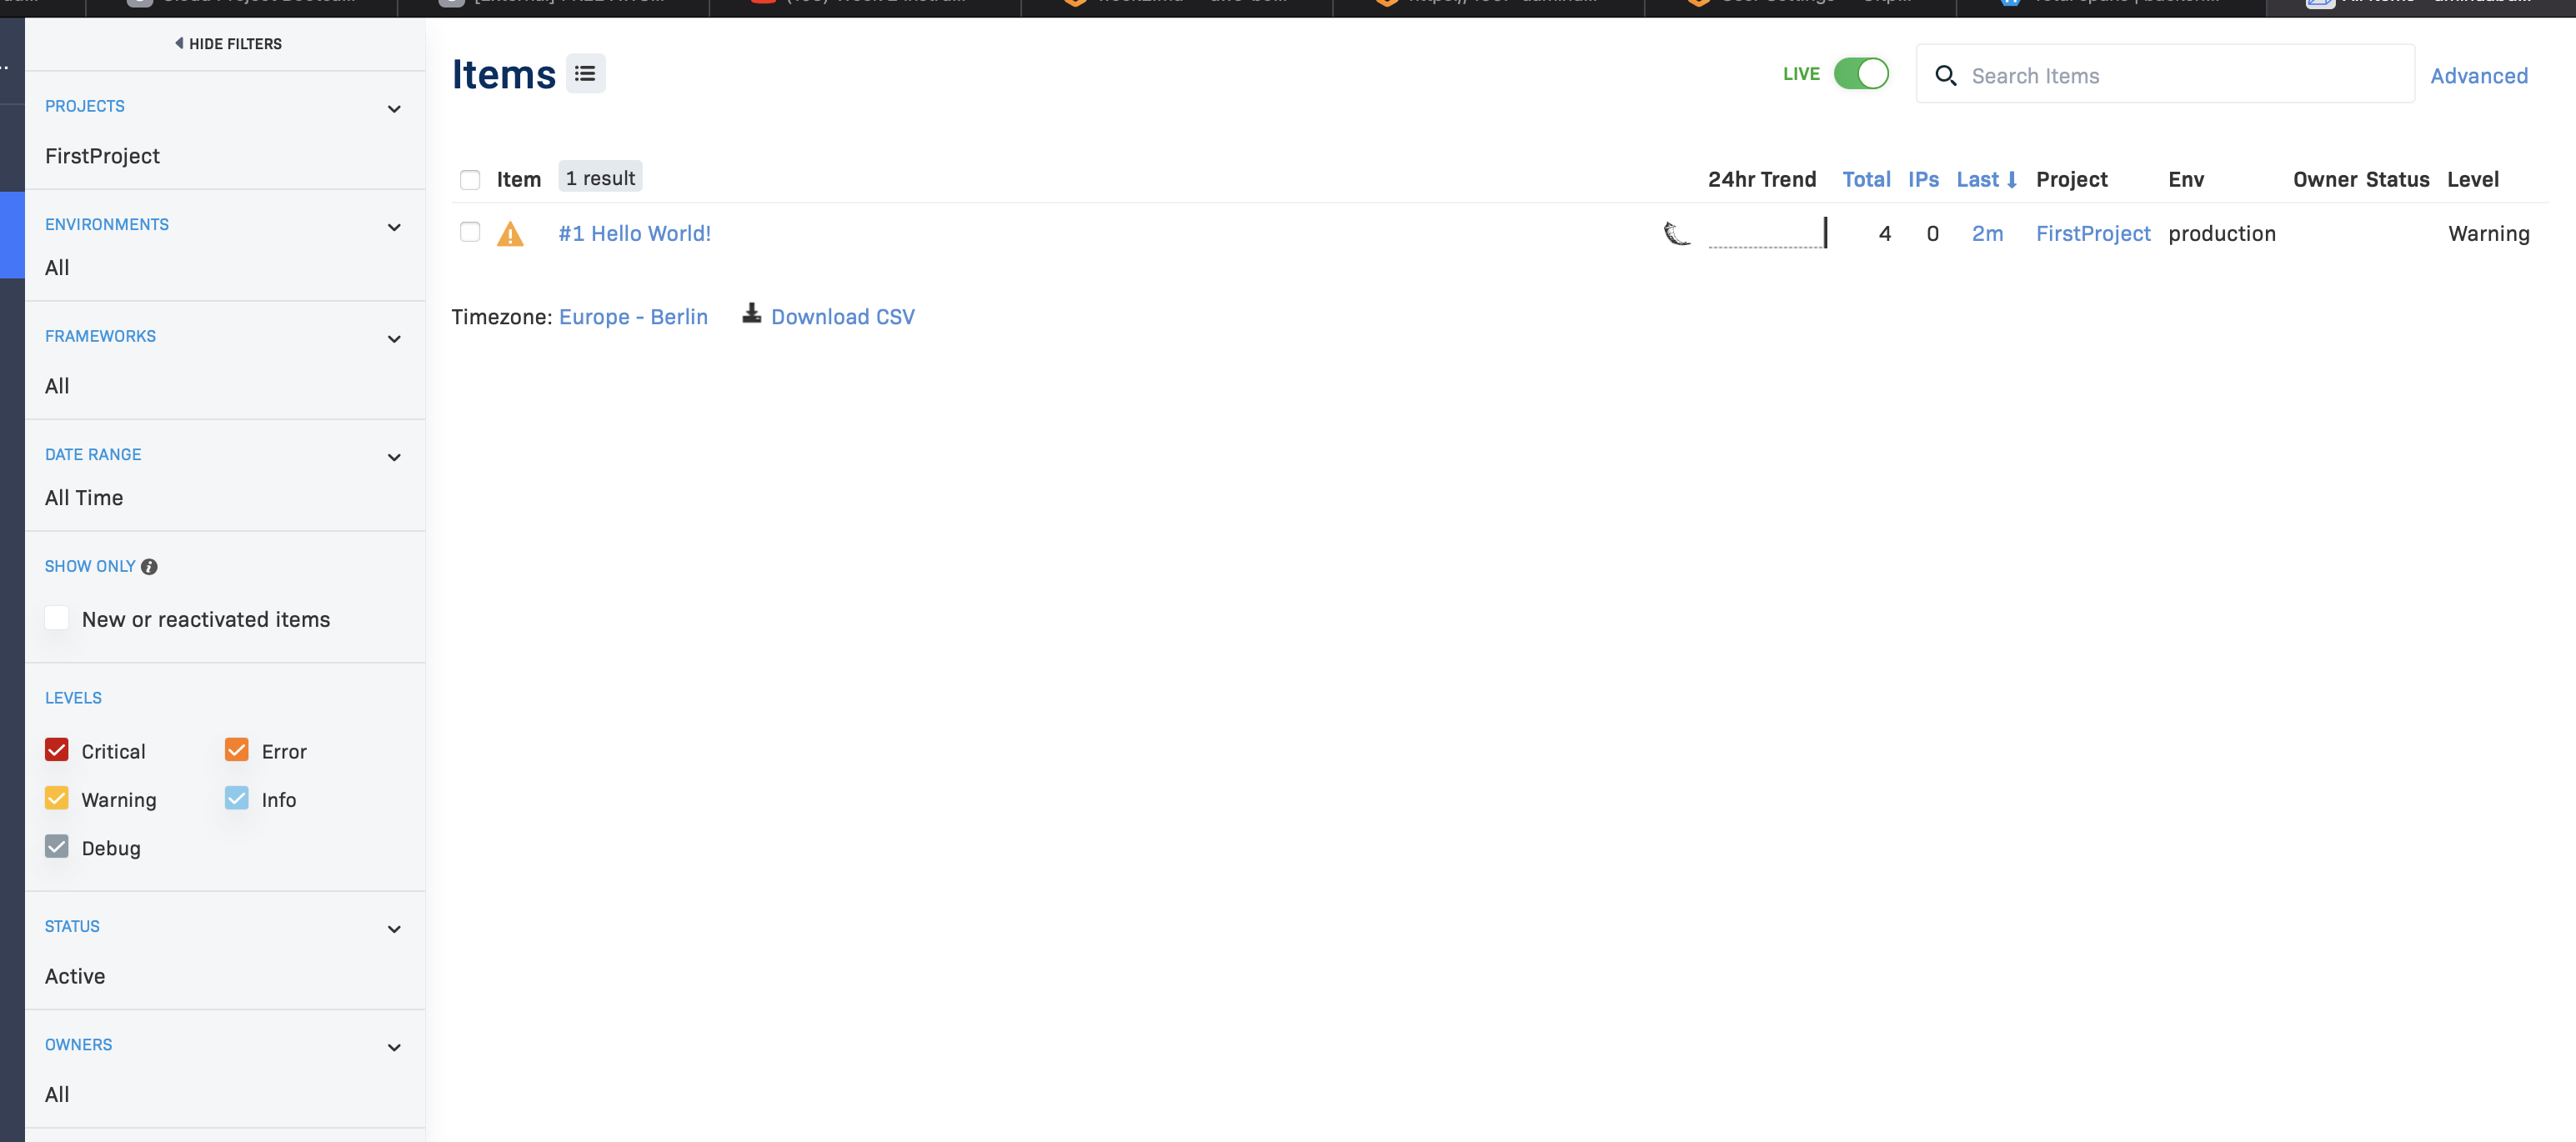 HIDE FILTERS
PROJECTS
FirstProject
ENVIRONMENTS
All
FRAMEWORKS
All
DATE RANGE
All Time
SHOW ONLY
New or reactivated items
LEVELS
Critical
Error
Warning
Info
Debug
STATUS
Active
OWNERS
All
Items
LIVE
Search Items
Advanced
Item 1 result 24hr Trend Total IPs Last Project Env Owner Status Level
#1 Hello World! 4 0 2m FirstProject production Warning
Timezone: Europe - Berlin Download CSV